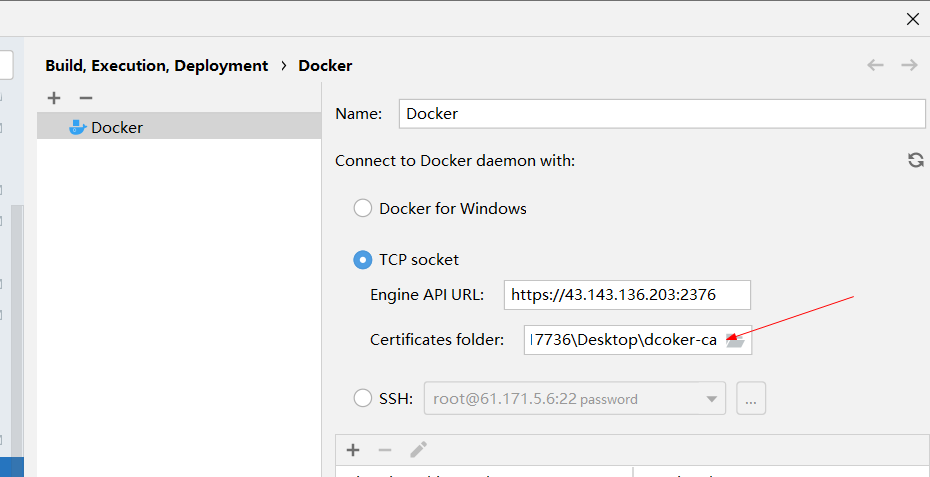 Build, Execution, Deployment › Docker
Docker
Name: Docker
Connect to Docker daemon with:
Docker for Windows
TCP socket
Engine API URL: https://43.143.136.203:2376
Certificates folder: 17736\Desktop\dcoker-ca
SSH: root@61.171.5.6:22 password ...